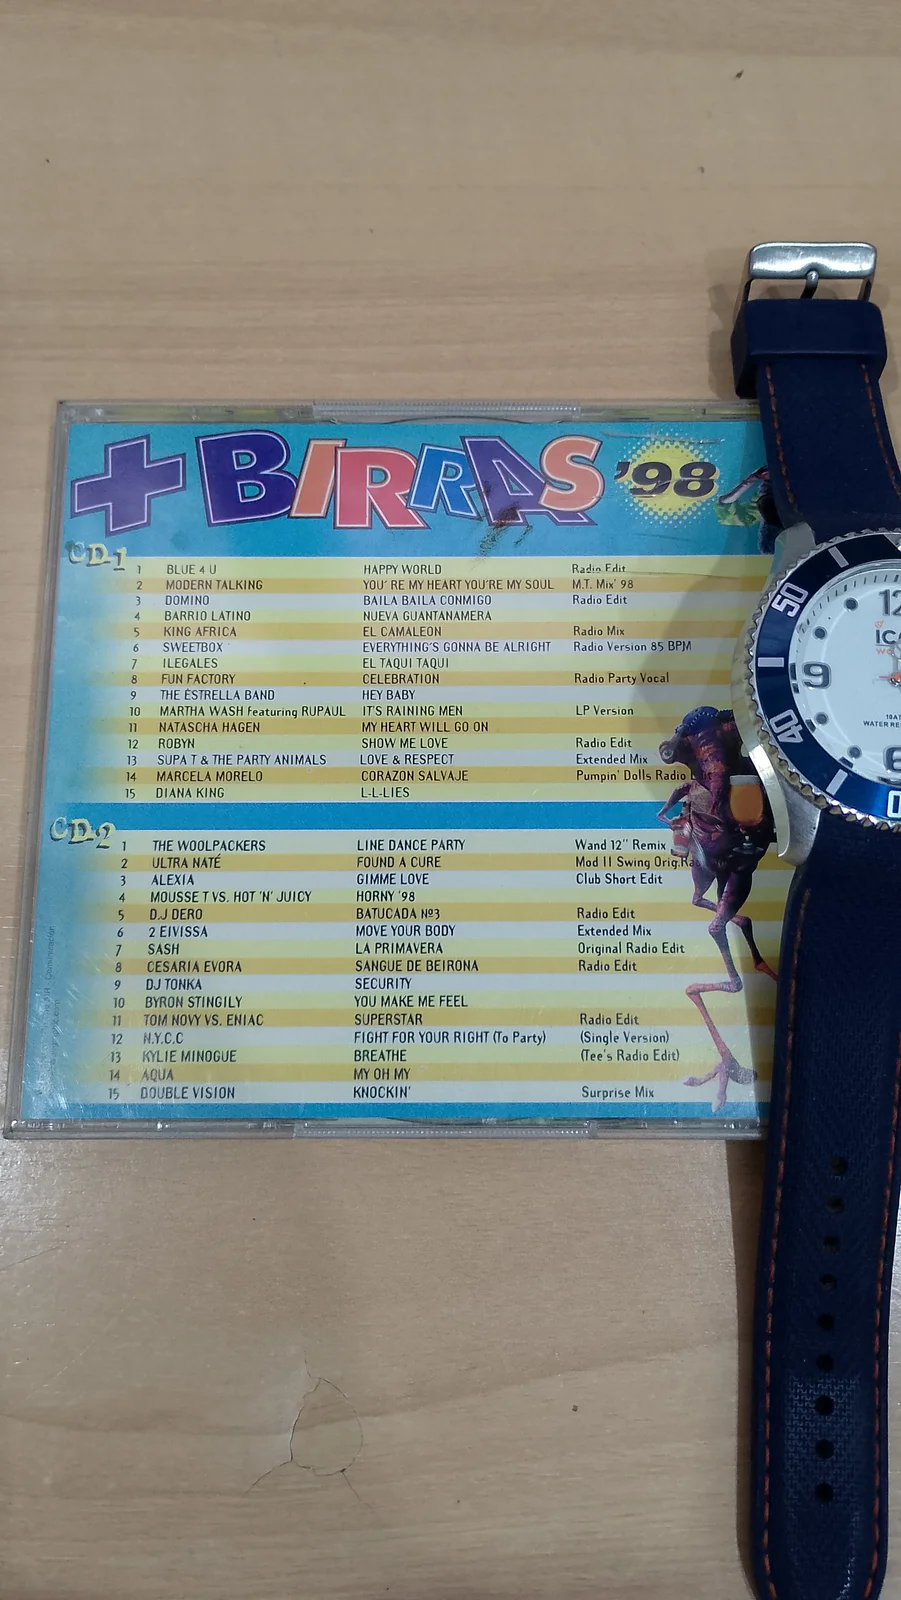 + BIRRAS '98
CD1
1 BLUE 4 U HAPPY WORLD Radio Edit
2 MODERN TALKING YOU' RE MY HEART YOU'RE MY SOUL M.T. Mix' 98
3 DOMINO BAILA BAILA CONMIGO Radio Edit
4 BARRIO LATINO NUEVA GUANTANAMERA
5 KING AFRICA EL CAMALEON Radio Mix
6 SWEETBOX EVERYTHING'S GONNA BE ALRIGHT Radio Version 85 BPM
7 ILEGALES EL TAQUI TAQUI
8 FUN FACTORY CELEBRATION Radio Party Vocal
9 THE ESTRELLA BAND HEY BABY
10 MARTHA WASH featuring RUPAUL IT'S RAINING MEN LP Version
11 NATASCHA HAGEN MY HEART WILL GO ON
12 ROBYN SHOW ME LOVE Radio Edit
13 SUPA T & THE PARTY ANIMALS LOVE & RESPECT Extended Mix
14 MARCELA MORELO CORAZON SALVAJE Pumpin' Dolls Radio
15 DIANA KING L-L-LIES
CD2
1 THE WOOLPACKERS LINE DANCE PARTY Wand 12" Remix
2 ULTRA NATÉ FOUND A CURE Mod II Swing Orig.Ra
3 ALEXIA GIMME LOVE Club Short Edit
4 MOUSSE T VS. HOT 'N' JUICY HORNY '98
5 D.J DERO BATUCADA Nº3 Radio Edit
6 2 EIVISSA MOVE YOUR BODY Extended Mix
7 SASH LA PRIMAVERA Original Radio Edit
8 CESARIA EVORA SANGUE DE BEIRONA Radio Edit
9 DJ TONKA SECURITY
10 BYRON STINGILY YOU MAKE ME FEEL
11 TOM NOVY VS. ENIAC SUPERSTAR Radio Edit
12 N.Y.C.C FIGHT FOR YOUR RIGHT (To Party) (Single Version)
13 KYLIE MINOGUE BREATHE (Tee's Radio Edit)
14 AQUA MY OH MY
15 DOUBLE VISION KNOCKIN' Surprise Mix
50
12
IC
9
10AT
WATER RE
40
6